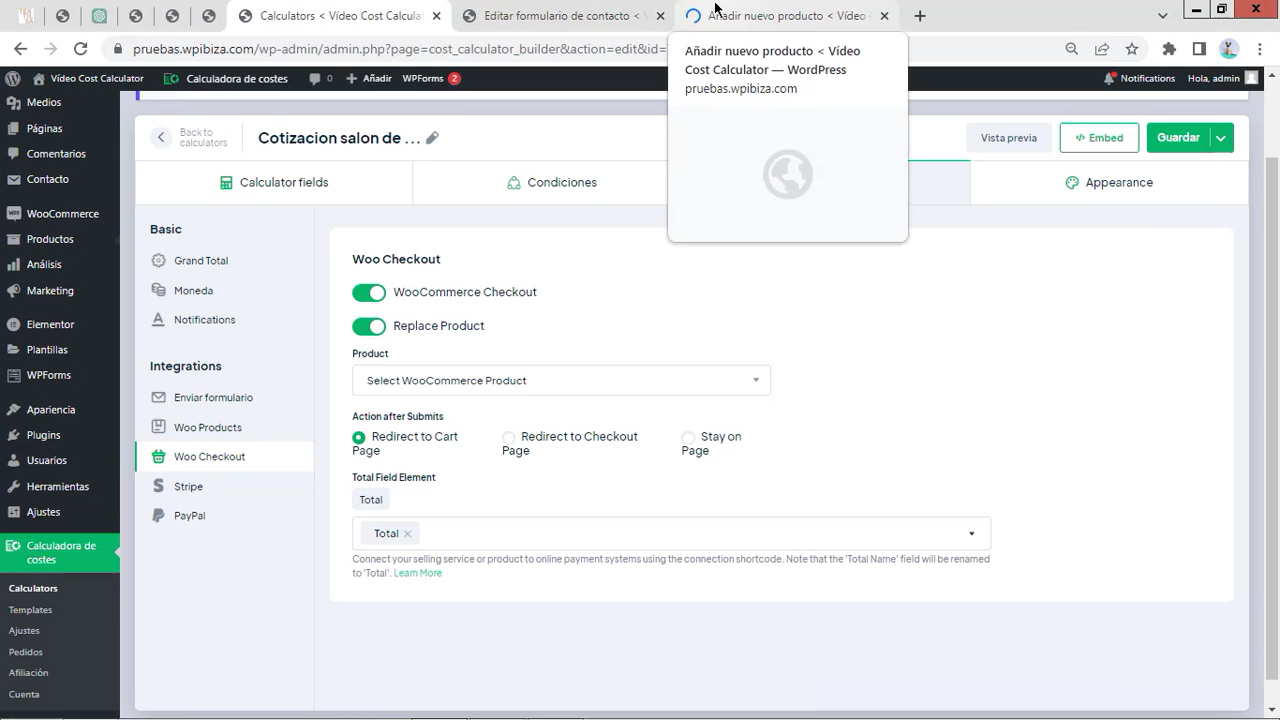 Calculators < Vídeo Cost Calcula
Editar formulario de contacto <
Añadir nuevo producto < Vídeo
pruebas.wpibiza.com/wp-admin/admin.php?page=cost_calculator_builder&action=edit&id=
Añadir nuevo producto < Vídeo
Cost Calculator — WordPress
pruebas.wpibiza.com
Vídeo Cost Calculator
Calculadora de costes
0
Añadir
WPForms 2
Notifications
Hola, admin
Medios
Páginas
Comentarios
Contacto
WooCommerce
Productos
Análisis
Marketing
Elementor
Plantillas
WPForms
Apariencia
Plugins
Usuarios
Herramientas
Ajustes
Calculadora de
costes
Calculators
Templates
Ajustes
Pedidos
Afiliación
Cuenta
Back to
calculators
Cotizacion salon de ...
Vista previa
Embed
Guardar
Calculator fields
Condiciones
Appearance
Basic
Grand Total
Moneda
Notifications
Integrations
Enviar formulario
Woo Products
Woo Checkout
Stripe
PayPal
Woo Checkout
WooCommerce Checkout
Replace Product
Product
Select WooCommerce Product
Action after Submits
Redirect to Cart
Page
Redirect to Checkout
Page
Stay on
Page
Total Field Element
Total
Total
Connect your selling service or product to online payment systems using the connection shortcode. Note that the 'Total Name' field will be renamed
to 'Total'. Learn More